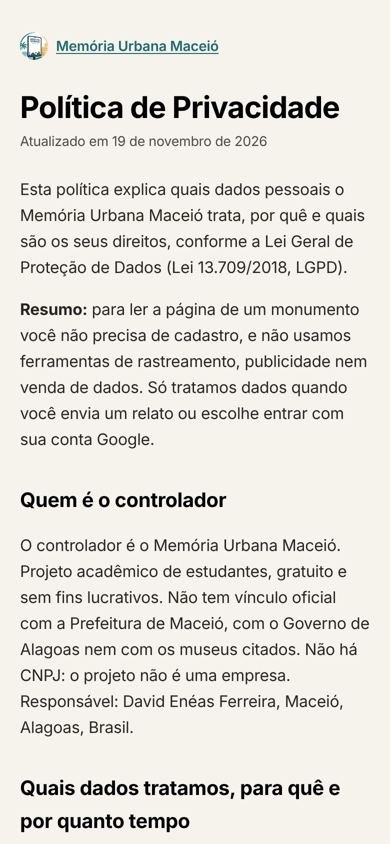 Memória Urbana Maceió
Política de Privacidade
Atualizado em 19 de novembro de 2026
Esta política explica quais dados pessoais o
Memória Urbana Maceió trata, por quê e quais
são os seus direitos, conforme a Lei Geral de
Proteção de Dados (Lei 13.709/2018, LGPD).
Resumo: para ler a página de um monumento
você não precisa de cadastro, e não usamos
ferramentas de rastreamento, publicidade nem
venda de dados. Só tratamos dados quando
você envia um relato ou escolhe entrar com
sua conta Google.
Quem é o controlador
O controlador é o Memória Urbana Maceió.
Projeto acadêmico de estudantes, gratuito e
sem fins lucrativos. Não tem vínculo oficial
com a Prefeitura de Maceió, com o Governo de
Alagoas nem com os museus citados. Não há
CNPJ: o projeto não é uma empresa.
Responsável: David Enéas Ferreira, Maceió,
Alagoas, Brasil.
Quais dados tratamos, para quê e
por quanto tempo